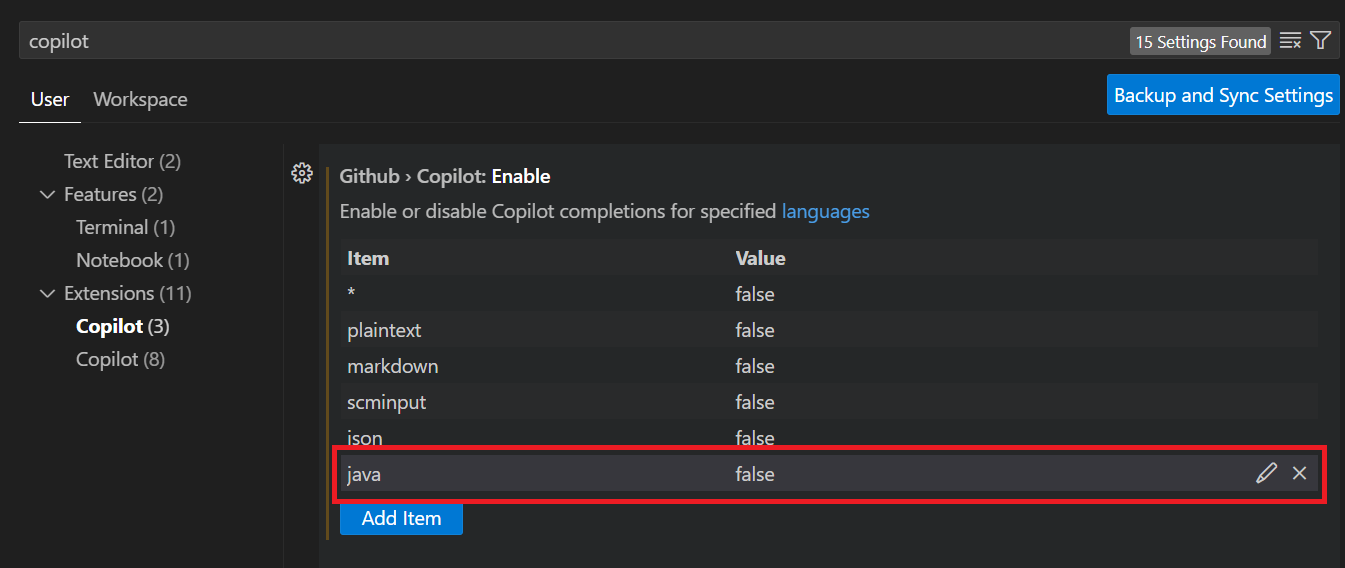 copilot
15 Settings Found
User Workspace
Backup and Sync Settings
Text Editor (2)
Features (2)
Terminal (1)
Notebook (1)
Extensions (11)
Copilot (3)
Copilot (8)
Github › Copilot: Enable
Enable or disable Copilot completions for specified languages
Item Value
* false
plaintext false
markdown false
scminput false
json false
java false
Add Item